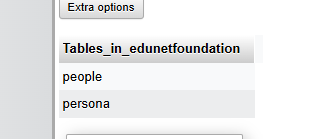 Extra options
Tables_in_edunetfoundation
people
persona